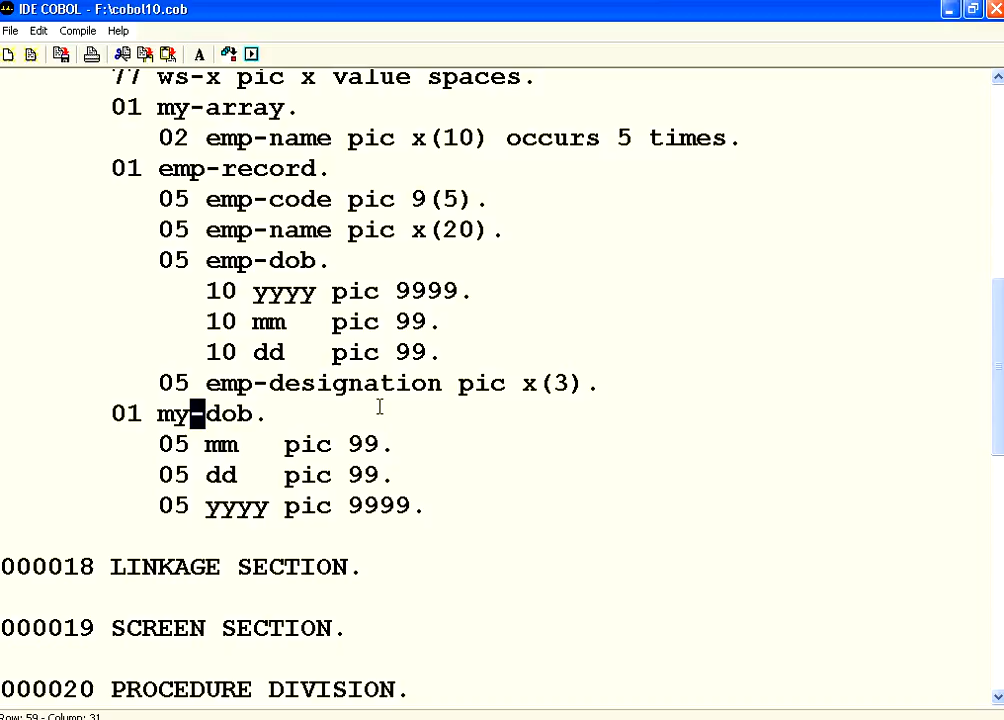 IDE COBOL - F:\cobol10.cob
File Edit Compile Help
A
77 ws-x pic x value spaces.
01 my-array.
02 emp-name pic x(10) occurs 5 times.
01 emp-record.
05 emp-code pic 9(5).
05 emp-name pic x(20).
05 emp-dob.
10 yyyy pic 9999.
10 mm pic 99.
10 dd pic 99.
05 emp-designation pic x(3).
01 my-dob.
05 mm pic 99.
05 dd pic 99.
05 yyyy pic 9999.
000018 LINKAGE SECTION.
000019 SCREEN SECTION.
000020 PROCEDURE DIVISION.
Row: 59 - Column: 31